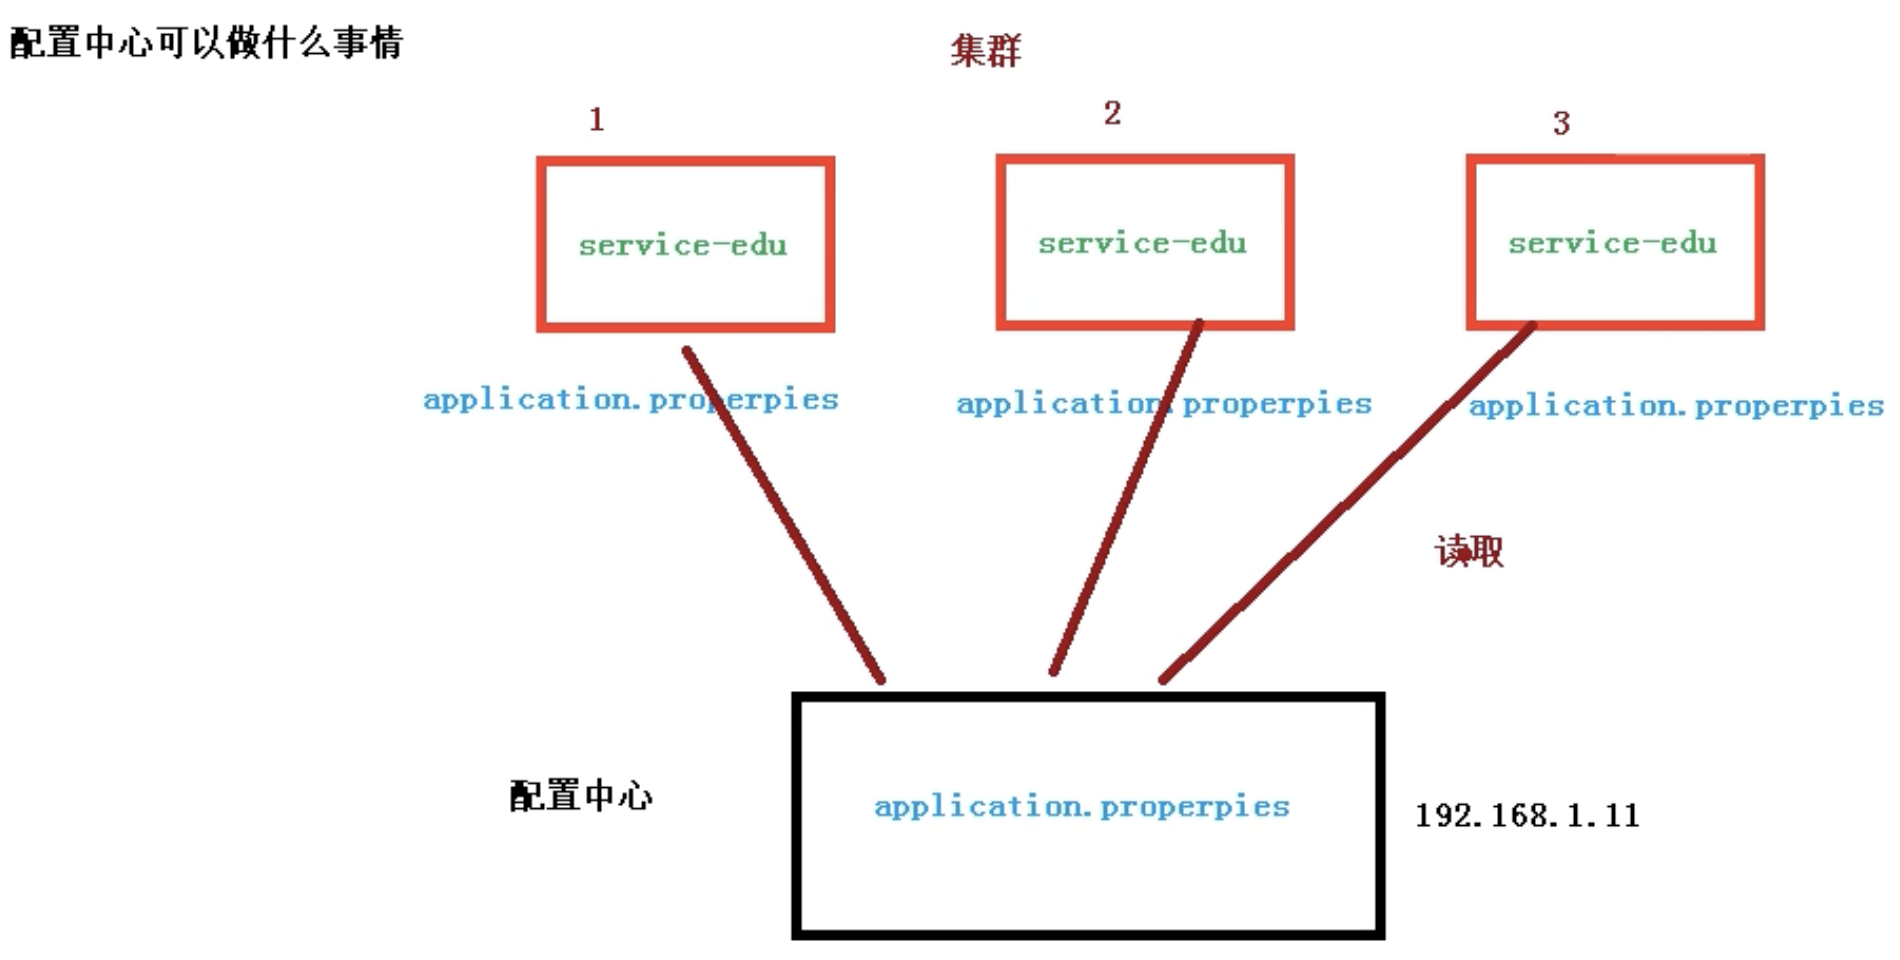 配置中心可以做什么事情
集群
1
2
3
service-edu
service-edu
service-edu
application.properpies
application.properpies
application.properpies
读取
配置中心
application.properpies
192.168.1.11